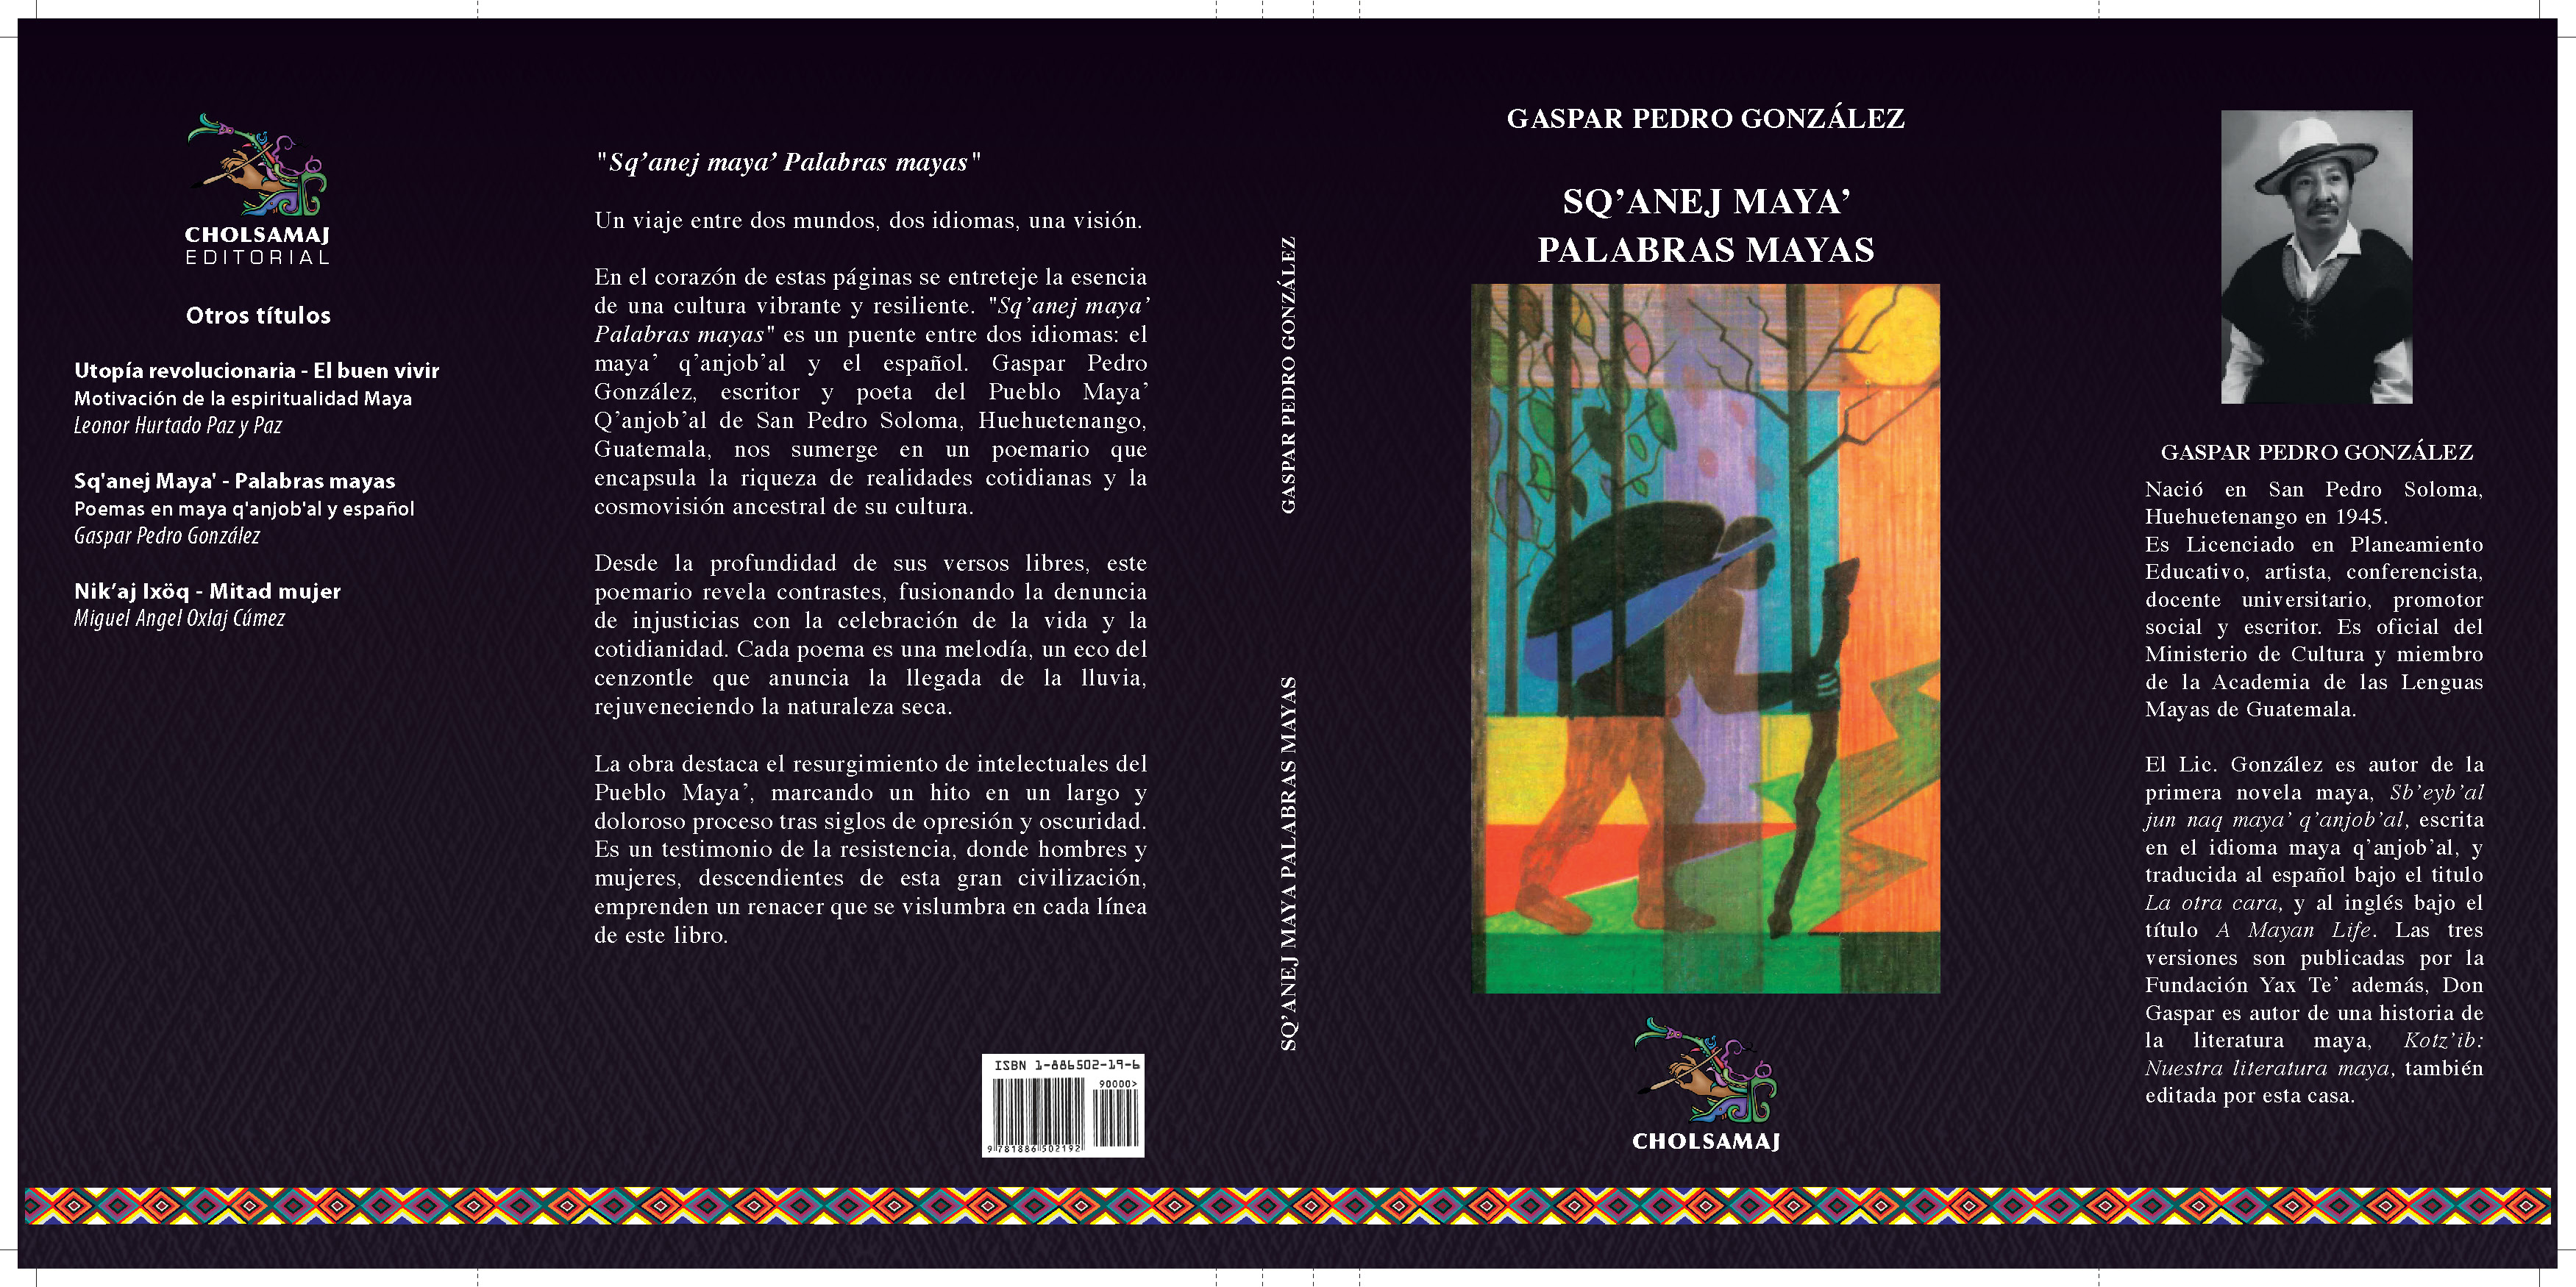 CHOLSAMAJ
EDITORIAL
Otros títulos
Utopía revolucionaria - El buen vivir
Motivación de la espiritualidad Maya
Leonor Hurtado Paz y Paz
Sq'anej Maya' - Palabras mayas
Poemas en maya q'anjob'al y español
Gaspar Pedro González
Nik’aj Ixöq - Mitad mujer
Miguel Angel Oxlaj Cúmez
"Sq’anej maya’ Palabras mayas"
Un viaje entre dos mundos, dos idiomas, una visión.
En el corazón de estas páginas se entreteje la esencia
de una cultura vibrante y resiliente. "Sq’anej maya’
Palabras mayas" es un puente entre dos idiomas: el
maya’ q’anjob’al y el español. Gaspar Pedro
González, escritor y poeta del Pueblo Maya’
Q’anjob’al de San Pedro Soloma, Huehuetenango,
Guatemala, nos sumerge en un poemario que
encapsula la riqueza de realidades cotidianas y la
cosmovisión ancestral de su cultura.
Desde la profundidad de sus versos libres, este
poemario revela contrastes, fusionando la denuncia
de injusticias con la celebración de la vida y la
cotidianidad. Cada poema es una melodía, un eco del
cenzontle que anuncia la llegada de la lluvia,
rejuveneciendo la naturaleza seca.
La obra destaca el resurgimiento de intelectuales del
Pueblo Maya’, marcando un hito en un largo y
doloroso proceso tras siglos de opresión y oscuridad.
Es un testimonio de la resistencia, donde hombres y
mujeres, descendientes de esta gran civilización,
emprenden un renacer que se vislumbra en cada línea
de este libro.
ISBN 1-886502-19-6
90000>
9 781886 502192
SQ’ANEJ MAYA PALABRAS MAYAS GASPAR PEDRO GONZÁLEZ
GASPAR PEDRO GONZÁLEZ
SQ’ANEJ MAYA’
PALABRAS MAYAS
CHOLSAMAJ
GASPAR PEDRO GONZÁLEZ
Nació en San Pedro Soloma,
Huehuetenango en 1945.
Es Licenciado en Planeamiento
Educativo, artista, conferencista,
docente universitario, promotor
social y escritor. Es oficial del
Ministerio de Cultura y miembro
de la Academia de las Lenguas
Mayas de Guatemala.
El Lic. González es autor de la
primera novela maya, Sb’eyb’al
jun naq maya’ q’anjob’al, escrita
en el idioma maya q’anjob’al, y
traducida al español bajo el titulo
La otra cara, y al inglés bajo el
título A Mayan Life. Las tres
versiones son publicadas por la
Fundación Yax Te’ además, Don
Gaspar es autor de una historia de
la literatura maya, Kotz’ib:
Nuestra literatura maya, también
editada por esta casa.